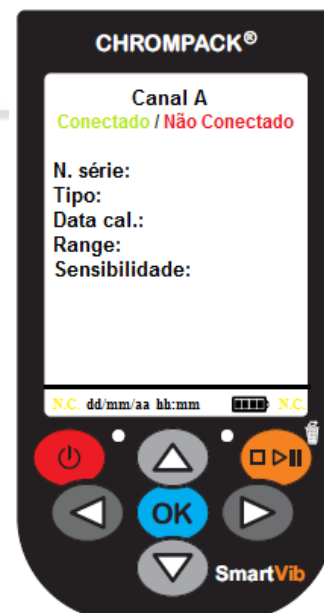 CHROMPACK®
Canal A
Conectado / Não Conectado
N. série:
Tipo:
Data cal.:
Range:
Sensibilidade:
N.C. dd/mm/aa hh:mm N.C.
OK
SmartVib